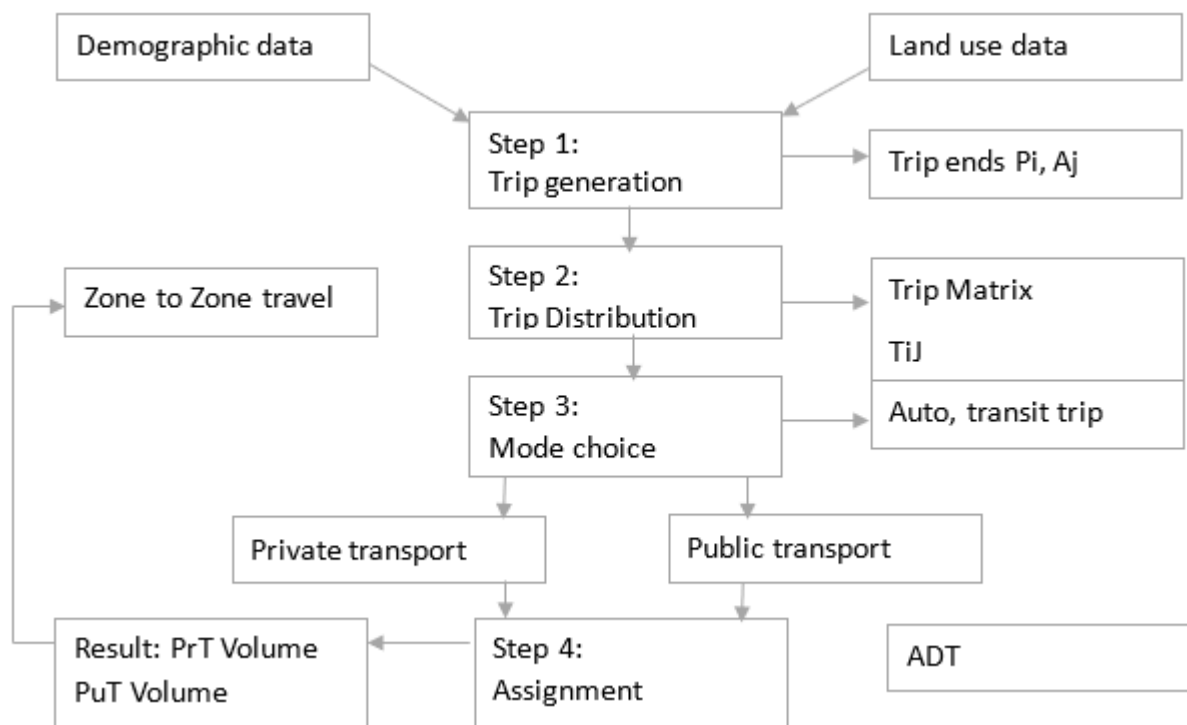 Demographic data
Land use data
Step 1:
Trip generation
Trip ends Pi, Aj
Step 2:
Trip Distribution
Zone to Zone travel
Trip Matrix
TiJ
Step 3:
Mode choice
Auto, transit trip
Private transport
Public transport
Result: PrT Volume
PuT Volume
Step 4:
Assignment
ADT